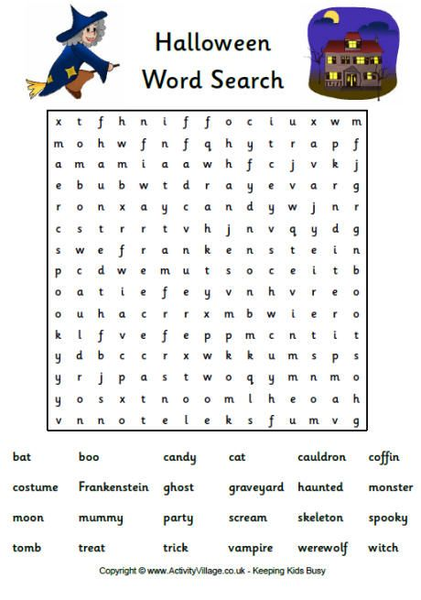 Halloween
Word Search
x t f h n i f f o c i u x w m
m o h w f n f q h y t r a p f
a m a m i a a w h f c j v k j
e b u b w t d r a y e v a r g
r o n x a y c a n d y w j n r
c s t r r t v h j n v q y d g
s w e f r a n k e n s t e i n
p c d w e m u t s o c e i t b
o a t i e f e y v n h v r e o
o u h a c r r x m b w i e r o
k l f v e f e p p m c n t i t
y d b c c r x w k k u m s p s
y r j p a s t w o q y m n m o
y o s x t n o o m l h e o a h
v n n o t e l e k s f u m v g
bat boo candy cat cauldron coffin
costume Frankenstein ghost graveyard haunted monster
moon mummy party scream skeleton spooky
tomb treat trick vampire werewolf witch
Copyright © www.ActivityVillage.co.uk - Keeping Kids Busy